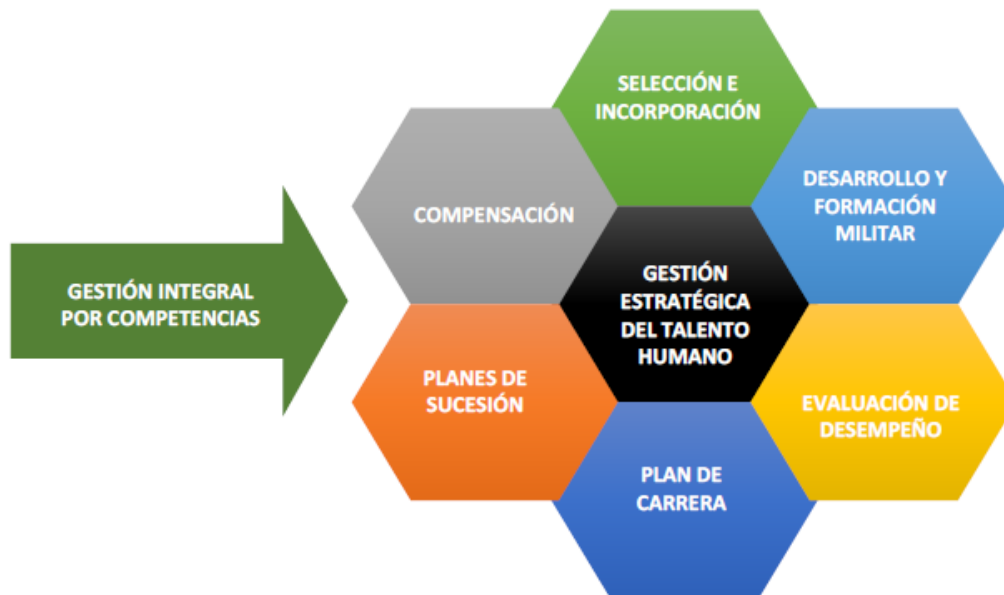 SELECCIÓN E
INCORPORACIÓN
DESARROLLO Y
FORMACIÓN
MILITAR
COMPENSACIÓN
GESTIÓN
ESTRATÉGICA
DEL TALENTO
HUMANO
GESTIÓN INTEGRAL
POR COMPETENCIAS
PLANES DE
SUCESIÓN
EVALUACIÓN DE
DESEMPEÑO
PLAN DE
CARRERA